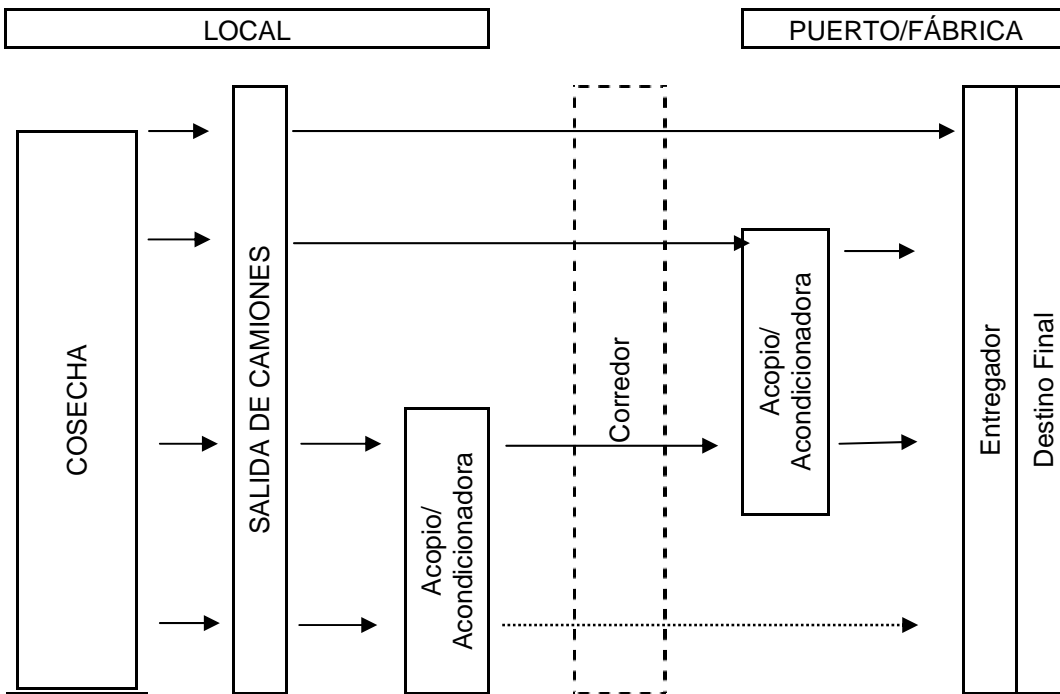 LOCAL
PUERTO/FÁBRICA
COSECHA
SALIDA DE CAMIONES
Acopio/
Acondicionadora
Corredor
Acopio/
Acondicionadora
Entregador
Destino Final